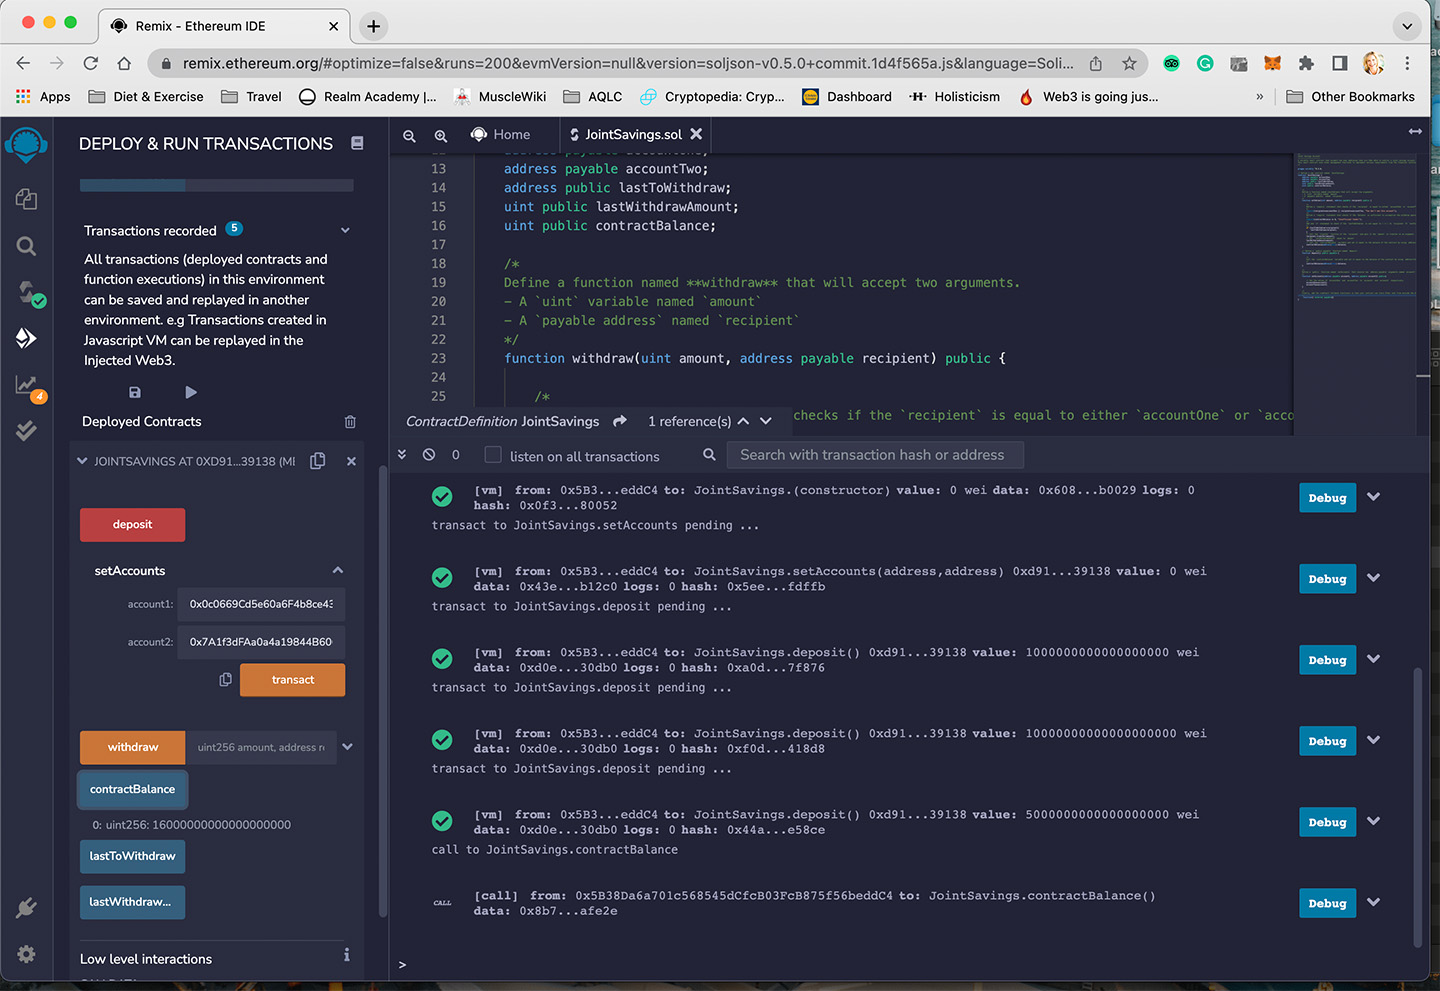 Remix - Ethereum IDE
remix.ethereum.org/#optimize=false&runs=200&evmVersion=null&version=soljson-v0.5.0+commit.1d4f565a.js&language=Soli...
Apps Diet & Exercise Travel Realm Academy |... MuscleWiki AQLC Cryptopedia: Cryp... Dashboard Holisticism Web3 is going jus... » Other Bookmarks
DEPLOY & RUN TRANSACTIONS
Transactions recorded 5
All transactions (deployed contracts and
function executions) in this environment
can be saved and replayed in another
environment. e.g Transactions created in
Javascript VM can be replayed in the
Injected Web3.
4
Deployed Contracts
JOINTSAVINGS AT 0XD91...39138 (ME
deposit
setAccounts
account1: 0x0c0669Cd5e60a6F4b8ce43
account2: 0x7A1f3dFAa0a4a19844B60
transact
withdraw uint256 amount, address re
contractBalance
0: uint256: 16000000000000000000
lastToWithdraw
lastWithdraw...
Low level interactions
Home JointSavings.sol
13 address payable accountTwo;
14 address public lastToWithdraw;
15 uint public lastWithdrawAmount;
16 uint public contractBalance;
17
18 /*
19 Define a function named **withdraw** that will accept two arguments.
20 - A `uint` variable named `amount`
21 - A `payable address` named `recipient`
22 */
23 function withdraw(uint amount, address payable recipient) public {
24
25 /*
checks if the `recipient` is equal to either `accountOne` or `acco
ContractDefinition JointSavings 1 reference(s)
0 listen on all transactions Search with transaction hash or address
[vm] from: 0x5B3...eddC4 to: JointSavings.(constructor) value: 0 wei data: 0x608...b0029 logs: 0
hash: 0x0f3...80052
Debug
transact to JointSavings.setAccounts pending ...
[vm] from: 0x5B3...eddC4 to: JointSavings.setAccounts(address,address) 0xd91...39138 value: 0 wei
data: 0x43e...b12c0 logs: 0 hash: 0x5ee...fdffb
Debug
transact to JointSavings.deposit pending ...
[vm] from: 0x5B3...eddC4 to: JointSavings.deposit() 0xd91...39138 value: 1000000000000000000 wei
data: 0xd0e...30db0 logs: 0 hash: 0xa0d...7f876
Debug
transact to JointSavings.deposit pending ...
[vm] from: 0x5B3...eddC4 to: JointSavings.deposit() 0xd91...39138 value: 10000000000000000000 wei
data: 0xd0e...30db0 logs: 0 hash: 0xf0d...418d8
Debug
transact to JointSavings.deposit pending ...
[vm] from: 0x5B3...eddC4 to: JointSavings.deposit() 0xd91...39138 value: 5000000000000000000 wei
data: 0xd0e...30db0 logs: 0 hash: 0x44a...e58ce
Debug
call to JointSavings.contractBalance
CALL [call] from: 0x5B38Da6a701c568545dCfcB03FcB875f56beddC4 to: JointSavings.contractBalance()
data: 0x8b7...afe2e
Debug
>